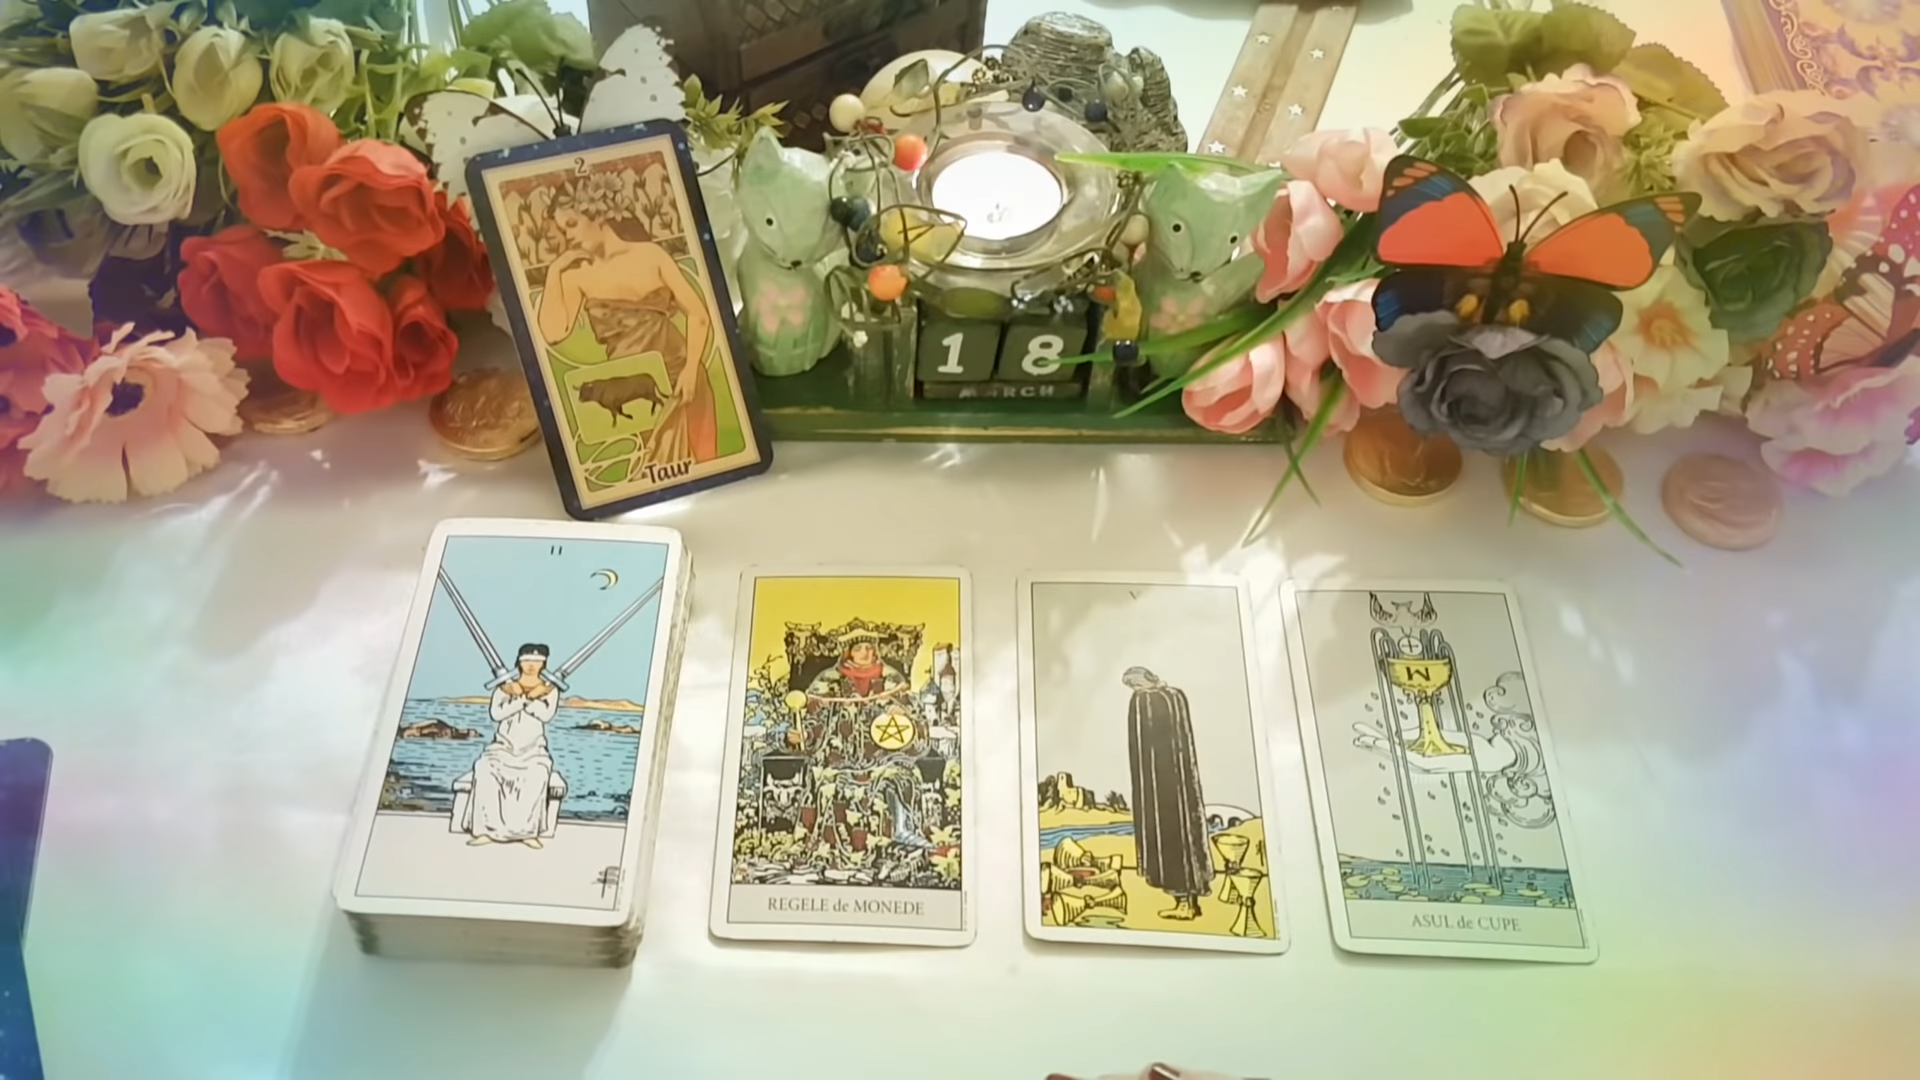 2
Taur
18
MARCH
II
REGELE de MONEDE
V
ASUL de CUPE